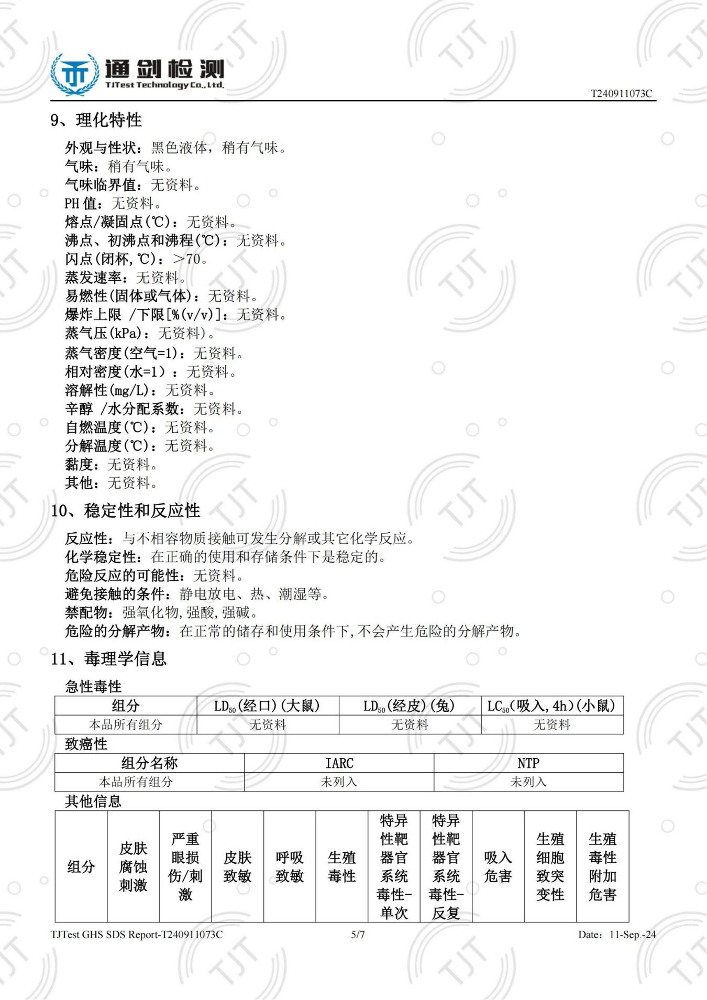 通剑检测
TJTest Technology Co., Ltd.
T240911073C
9、理化特性
外观与性状：黑色液体，稍有气味。
气味：稍有气味。
气味临界值：无资料。
PH 值：无资料。
熔点/凝固点(℃)：无资料。
沸点、初沸点和沸程(℃)：无资料。
闪点(闭杯,℃)：＞70。
蒸发速率：无资料。
易燃性(固体或气体)：无资料。
爆炸上限 /下限[%(v/v)]：无资料。
蒸气压(kPa)：无资料)。
蒸气密度(空气=1)：无资料。
相对密度(水=1）：无资料。
溶解性(mg/L)：无资料。
辛醇 /水分配系数：无资料。
自燃温度(℃)：无资料。
分解温度(℃)：无资料。
黏度：无资料。
其他：无资料。
10、稳定性和反应性
反应性：与不相容物质接触可发生分解或其它化学反应。
化学稳定性：在正确的使用和存储条件下是稳定的。
危险反应的可能性：无资料。
避免接触的条件：静电放电、热、潮湿等。
禁配物：强氧化物,强酸,强碱。
危险的分解产物：在正常的储存和使用条件下,不会产生危险的分解产物。
11、毒理学信息
急性毒性
组分 LD₅₀(经口)(大鼠) LD₅₀(经皮)(兔) LC₅₀(吸入,4h)(小鼠)
本品所有组分 无资料 无资料 无资料
致癌性
组分名称 IARC NTP
本品所有组分 未列入 未列入
其他信息
组分 皮肤腐蚀刺激 严重眼损伤/刺激 皮肤致敏 呼吸致敏 生殖毒性 特异性靶器官系统毒性-单次 特异性靶器官系统毒性-反复 吸入危害 生殖细胞致突变性 生殖毒性附加危害
TJTest GHS SDS Report-T240911073C 5/7 Date：11-Sep.-24